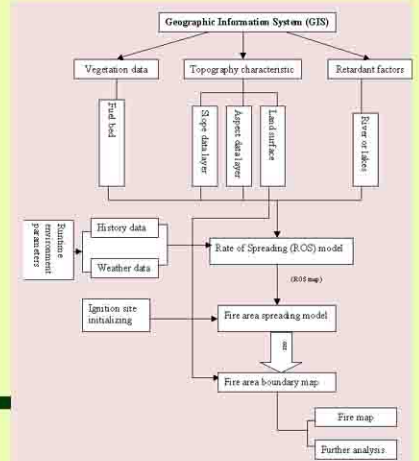 Geographic Information System (GIS)
Vegetation data
Topography characteristic
Retardant factors
Fuel bed
Slope data layer
Aspect data layer
Land surface
River or lakes
Runtime
environment
parameters
History data
Weather data
Rate of Spreading (ROS) model
(ROS map)
Ignition site
initializing
Fire area spreading model
Fire area boundary map
Fire map
Further analysis